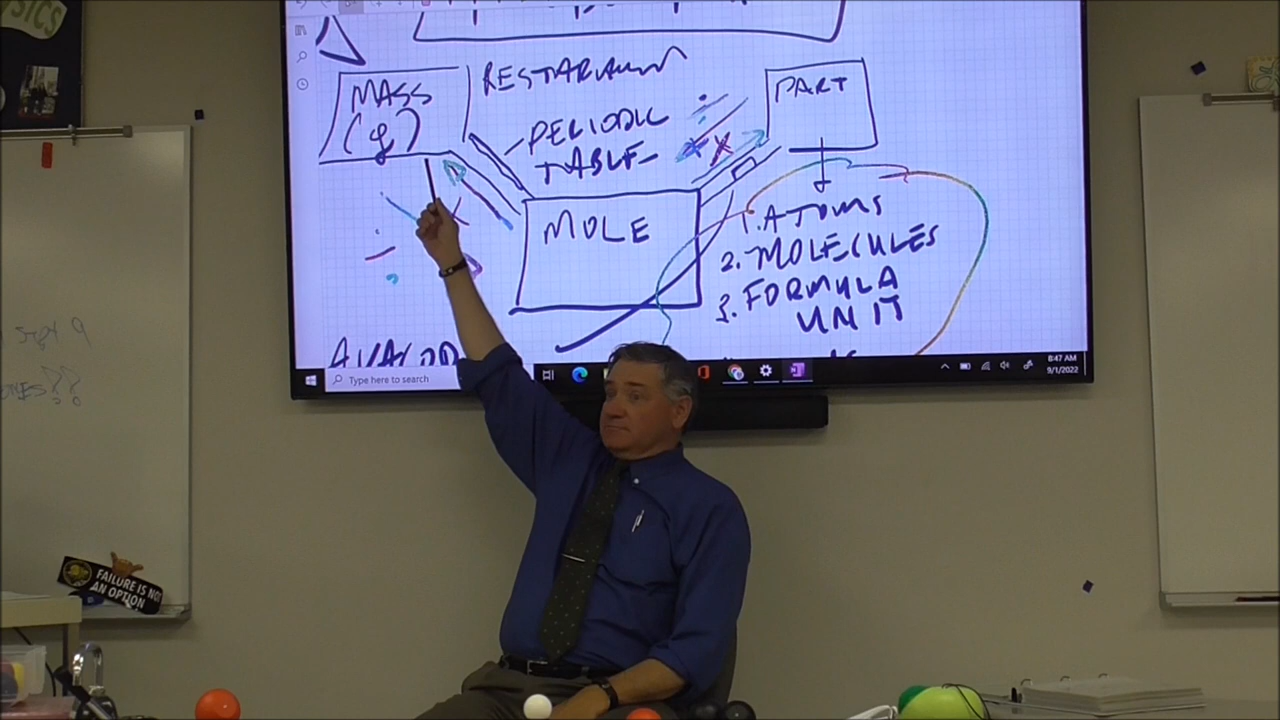 MASS
(g)
RESTARAUNT
PERIODIC
TABLE
PART
MOLE
1. ATOMS
2. MOLECULES
3. FORMULA
UNIT
Type here to search
8:47 AM
9/1/2022
FAILURE IS NOT
AN OPTION